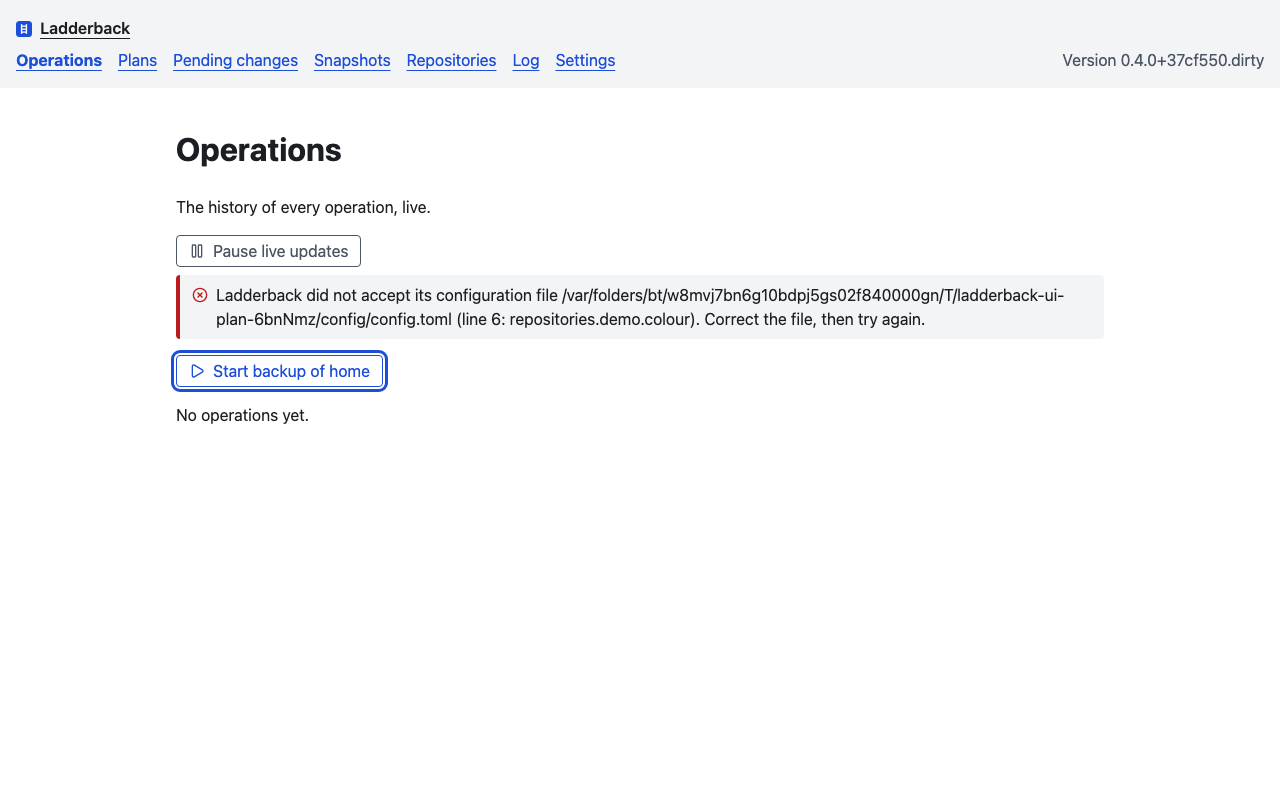 Ladderback
Operations Plans Pending changes Snapshots Repositories Log Settings Version 0.4.0+37cf550.dirty
Operations
The history of every operation, live.
Pause live updates
Ladderback did not accept its configuration file /var/folders/bt/w8mvj7bn6g10bdpj5gs02f840000gn/T/ladderback-ui-
plan-6bnNmz/config/config.toml (line 6: repositories.demo.colour). Correct the file, then try again.
Start backup of home
No operations yet.